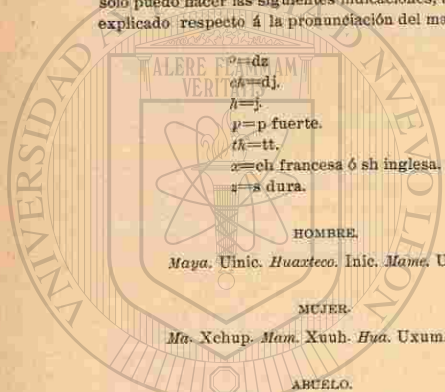 sólo puedo hacer las siguientes indicaciones,
explicado respecto á la pronunciación del
ALERE FLAMMAM
VERITATIS
ɔ=dz
ch=dj.
h=j.
p=p fuerte.
th=tt.
x=ch francesa ó sh inglesa.
z=s dura.
HOMBRE.
Maya. Uinic. Huaxteco. Inic. Mame.
MUJER.
Ma. Xchup. Mam. Xuuh. Hua. Uxum.
ABUELO.